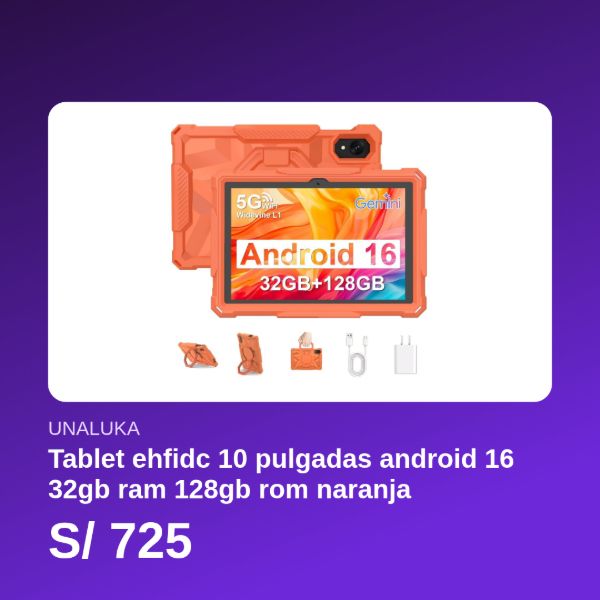 5G WiFi
Widevine L1
Gemini
Android 16
32GB+128GB
UNALUKA
Tablet ehfidc 10 pulgadas android 16
32gb ram 128gb rom naranja
S/ 725